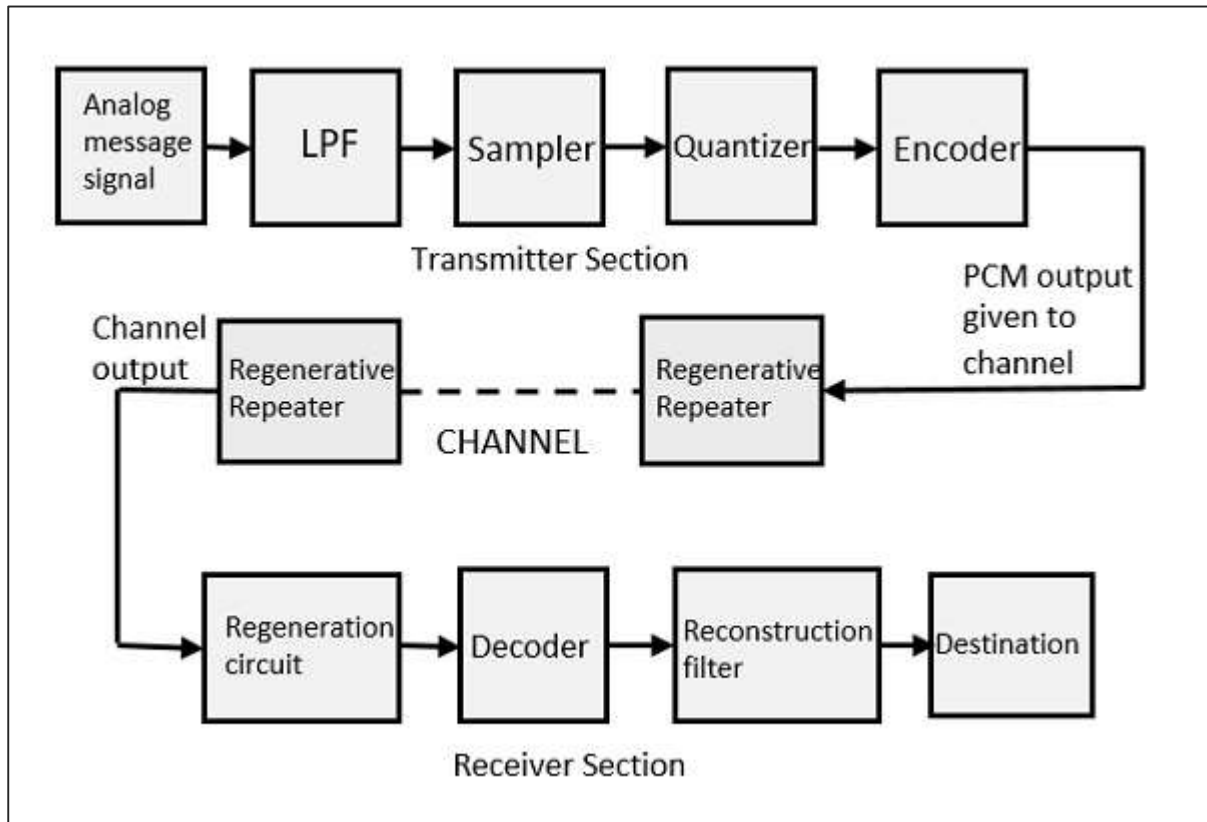 Analog
message
signal
LPF
Sampler
Quantizer
Encoder
Transmitter Section
PCM output
given to
channel
Channel
output
Regenerative
Repeater
CHANNEL
Regenerative
Repeater
Regeneration
circuit
Decoder
Reconstruction
filter
Destination
Receiver Section